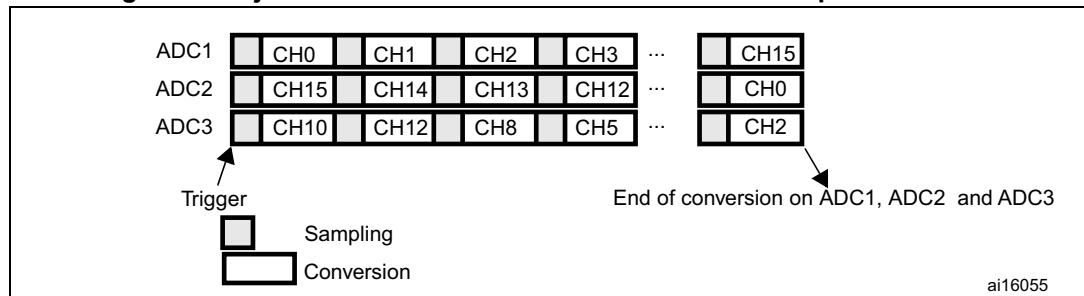 ADC1 CH0 CH1 CH2 CH3 ... CH15
ADC2 CH15 CH14 CH13 CH12 ... CH0
ADC3 CH10 CH12 CH8 CH5 ... CH2
Trigger
End of conversion on ADC1, ADC2 and ADC3
Sampling
Conversion
ai16055